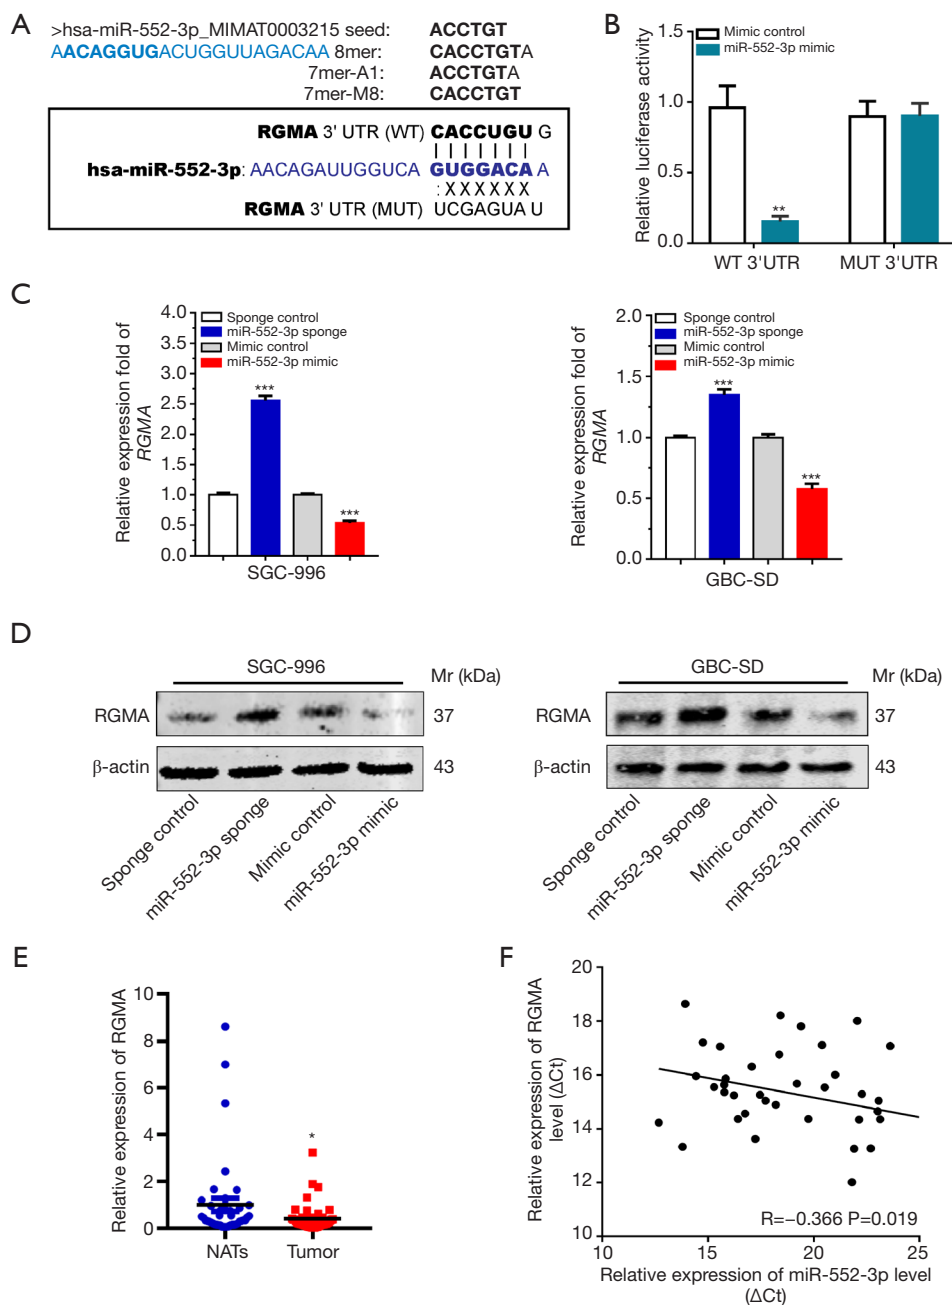 A
>hsa-miR-552-3p_MIMAT0003215 seed: ACCTGT
AACAGGUGACUGGUUAGACAA 8mer: CACCTGTA
7mer-A1: ACCTGTA
7mer-M8: CACCTGT
RGMA 3' UTR (WT) CACCUGU G
hsa-miR-552-3p: AACAGAUUGGUCA GUGGACA A
: X X X X X X
RGMA 3' UTR (MUT) UCGAGUA U
B
Relative luciferase activity
1.5
1.0
0.5
0.0
Mimic control
miR-552-3p mimic
**
WT 3'UTR
MUT 3'UTR
C
Relative expression fold of
RGMA
4.0
3.5
3.0
2.5
2.0
1.5
1.0
0.5
0.0
Sponge control
miR-552-3p sponge
Mimic control
miR-552-3p mimic
***
***
SGC-996
Relative expression fold of
RGMA
2.0
1.5
1.0
0.5
0.0
Sponge control
miR-552-3p sponge
Mimic control
miR-552-3p mimic
***
***
GBC-SD
D
SGC-996
Mr (kDa)
RGMA
37
β-actin
43
Sponge control
miR-552-3p sponge
Mimic control
miR-552-3p mimic
GBC-SD
Mr (kDa)
RGMA
37
β-actin
43
Sponge control
miR-552-3p sponge
Mimic control
miR-552-3p mimic
E
Relative expression of RGMA
10
8
6
4
2
0
*
NATs
Tumor
F
Relative expression of RGMA
level (ΔCt)
20
18
16
14
12
10
R=−0.366 P=0.019
10
15
20
25
Relative expression of miR-552-3p level
(ΔCt)